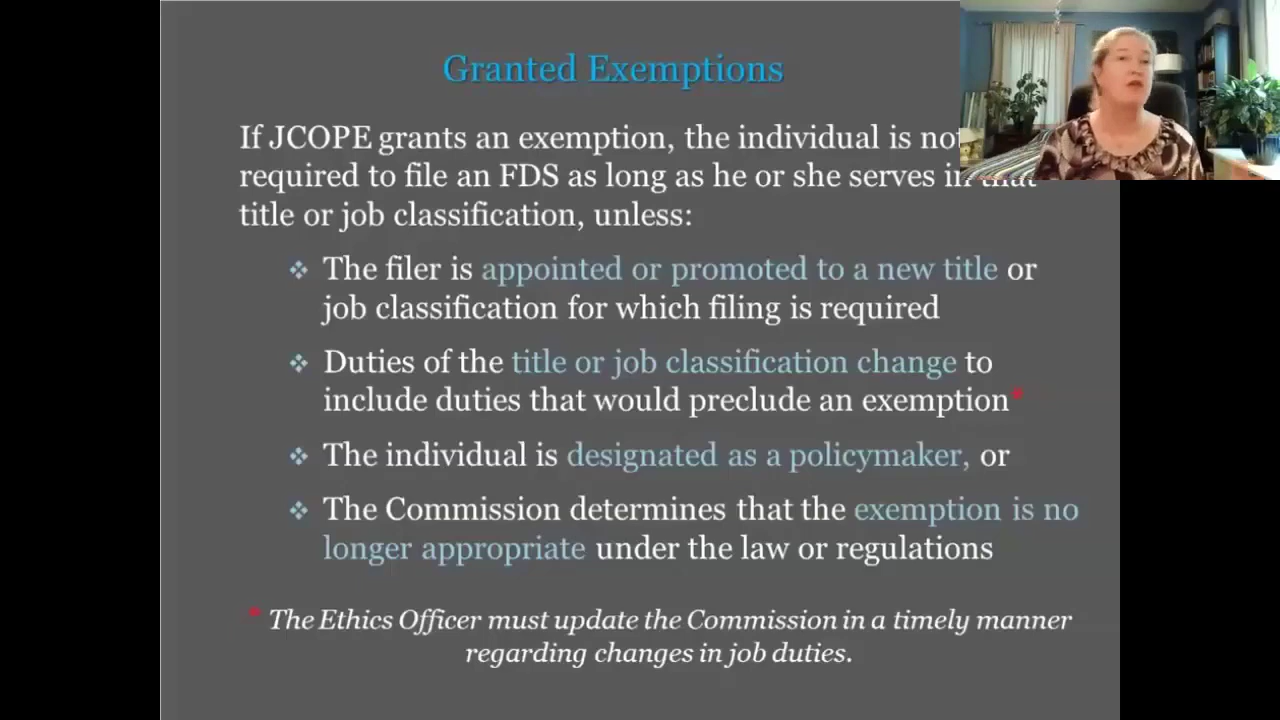 Granted Exemptions
If JCOPE grants an exemption, the individual is
required to file an FDS as long as he or she serves in that
title or job classification, unless:
❖ The filer is appointed or promoted to a new title or
job classification for which filing is required
❖ Duties of the title or job classification change to
include duties that would preclude an exemption*
❖ The individual is designated as a policymaker, or
❖ The Commission determines that the exemption is no
longer appropriate under the law or regulations
* The Ethics Officer must update the Commission in a timely manner
regarding changes in job duties.